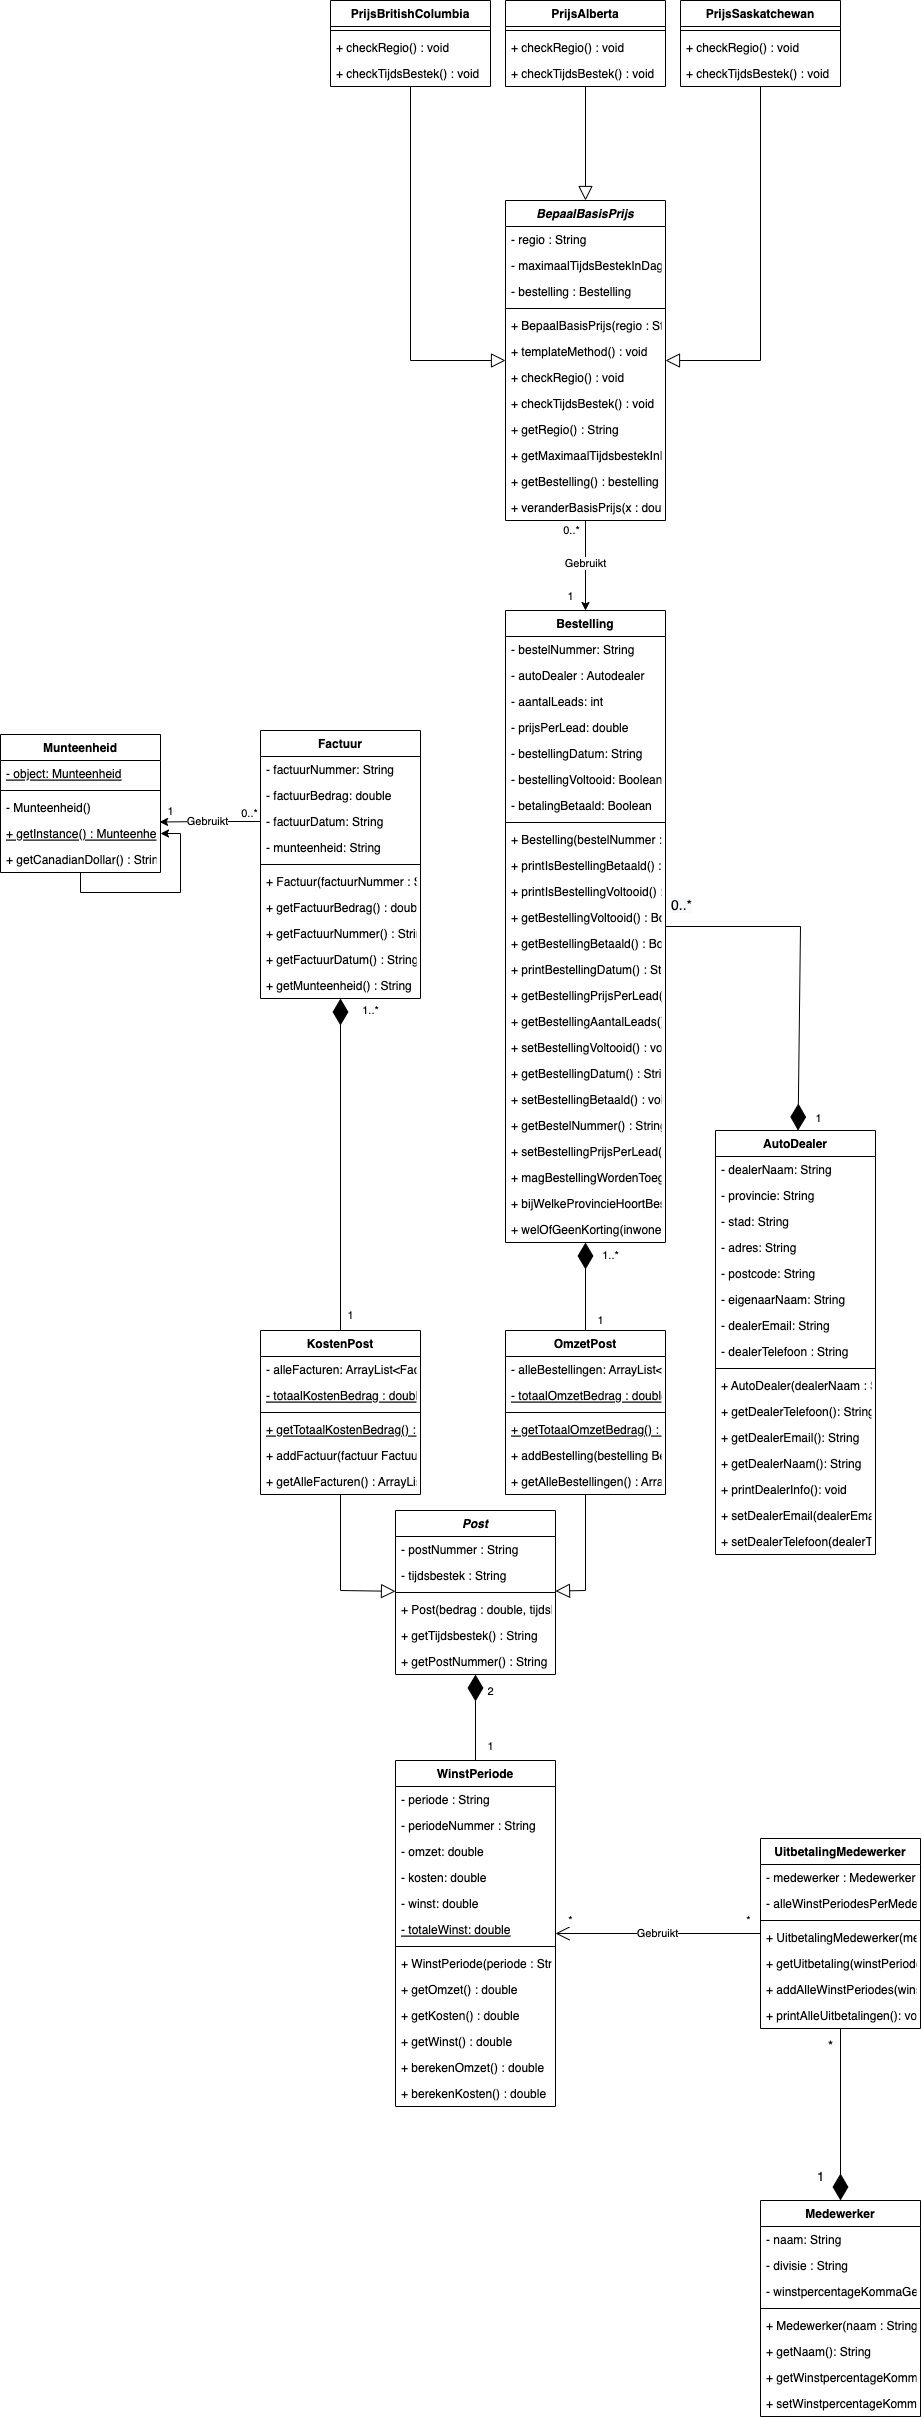 PrijsBritishColumbia
+ checkRegio() : void
+ checkTijdsBestek() : void
PrijsAlberta
+ checkRegio() : void
+ checkTijdsBestek() : void
PrijsSaskatchewan
+ checkRegio() : void
+ checkTijdsBestek() : void
BepaalBasisPrijs
- regio : String
- maximaalTijdsBestekInDag
- bestelling : Bestelling
+ BepaalBasisPrijs(regio : St
+ templateMethod() : void
+ checkRegio() : void
+ checkTijdsBestek() : void
+ getRegio() : String
+ getMaximaalTijdsbestekInl
+ getBestelling() : bestelling
+ veranderBasisPrijs(x : dou
0..*
Gebruikt
1
Bestelling
- bestelNummer: String
- autoDealer : Autodealer
- aantalLeads: int
- prijsPerLead: double
- bestellingDatum: String
- bestellingVoltooid: Boolean
- betalingBetaald: Boolean
+ Bestelling(bestelNummer :
+ printIsBestellingBetaald() :
+ printIsBestellingVoltooid() :
+ getBestellingVoltooid() : Bo
+ getBestellingBetaald() : Bo
+ printBestellingDatum() : St
+ getBestellingPrijsPerLead(
+ getBestellingAantalLeads()
+ setBestellingVoltooid() : vo
+ getBestellingDatum() : Stri
+ setBestellingBetaald() : voi
+ getBestelNummer() : String
+ setBestellingPrijsPerLead(
+ magBestellingWordenToeg
+ bijWelkeProvincieHoortBes
+ welOfGeenKorting(inwone
Munteenheid
- object: Munteenheid
- Munteenheid()
+ getInstance() : Munteenhe
+ getCanadianDollar() : Strin
1
Gebruikt
0..*
Factuur
- factuurNummer: String
- factuurBedrag: double
- factuurDatum: String
- munteenheid: String
+ Factuur(factuurNummer : S
+ getFactuurBedrag() : doub
+ getFactuurNummer() : Stri
+ getFactuurDatum() : String
+ getMunteenheid() : String
1..*
1
0..*
1
AutoDealer
- dealerNaam: String
- provincie: String
- stad: String
- adres: String
- postcode: String
- eigenaarNaam: String
- dealerEmail: String
- dealerTelefoon : String
+ AutoDealer(dealerNaam : S
+ getDealerTelefoon(): String
+ getDealerEmail(): String
+ getDealerNaam(): String
+ printDealerInfo(): void
+ setDealerEmail(dealerEma
+ setDealerTelefoon(dealerT
1..*
1
KostenPost
- alleFacturen: ArrayList<Fac
- totaalKostenBedrag : doubl
+ getTotaalKostenBedrag() :
+ addFactuur(factuur Factuu
+ getAlleFacturen() : ArrayLi
OmzetPost
- alleBestellingen: ArrayList<
- totaalOmzetBedrag : doubl
+ getTotaalOmzetBedrag() :
+ addBestelling(bestelling Be
+ getAlleBestellingen() : Arra
Post
- postNummer : String
- tijdsbestek : String
+ Post(bedrag : double, tijdsl
+ getTijdsbestek() : String
+ getPostNummer() : String
2
1
WinstPeriode
- periode : String
- periodeNummer : String
- omzet: double
- kosten: double
- winst: double
- totaleWinst: double
+ WinstPeriode(periode : Str
+ getOmzet() : double
+ getKosten() : double
+ getWinst() : double
+ berekenOmzet() : double
+ berekenKosten() : double
*
Gebruikt
*
UitbetalingMedewerker
- medewerker : Medewerker
- alleWinstPeriodesPerMede
+ UitbetalingMedewerker(me
+ getUitbetaling(winstPeriod
+ addAlleWinstPeriodes(win
+ printAlleUitbetalingen(): vo
*
1
Medewerker
- naam: String
- divisie : String
- winstpercentageKommaGe
+ Medewerker(naam : String
+ getNaam(): String
+ getWinstpercentageKomm
+ setWinstpercentageKomm